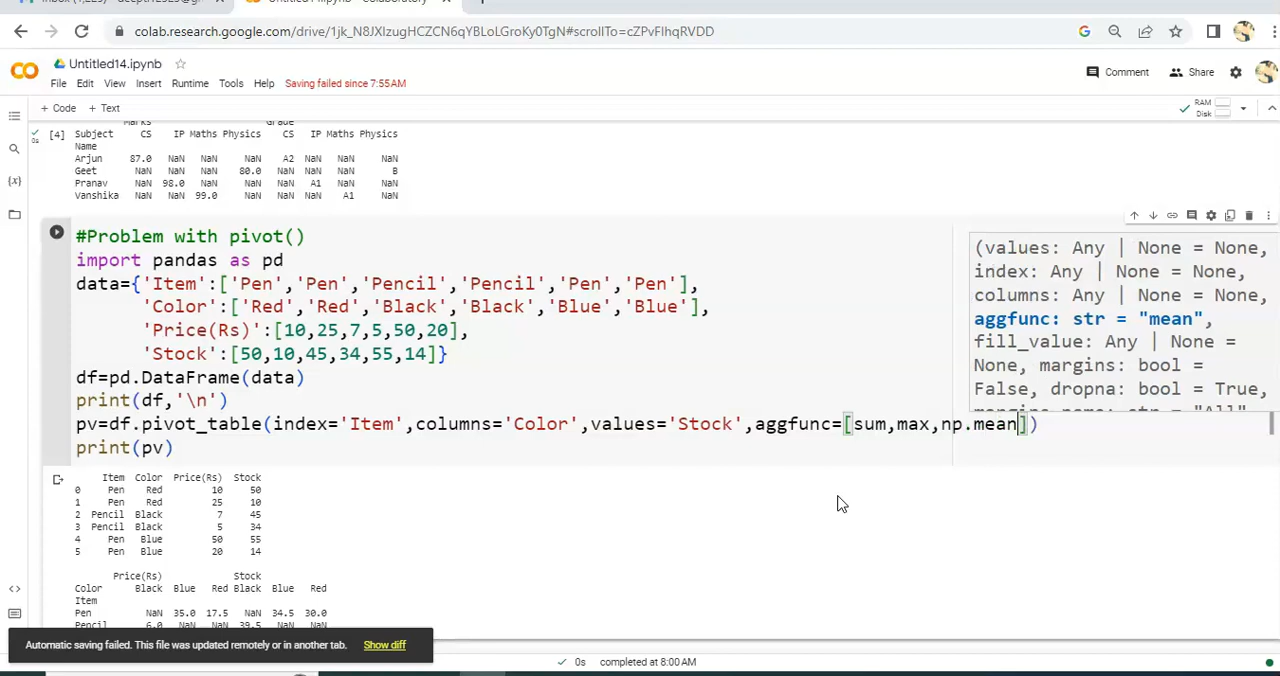 colab.research.google.com/drive/1jk_N8JXlzugHCZCN6qYBLoLGroKy0TgN#scrollTo=cZPvFIhqRVDD
Untitled14.ipynb
File Edit View Insert Runtime Tools Help Saving failed since 7:55AM
Comment Share
+ Code + Text
RAM
Disk
Marks Grade
[4] Subject CS IP Maths Physics CS IP Maths Physics
0s
Name
Arjun 87.0 NaN NaN NaN A2 NaN NaN NaN
Geet NaN NaN NaN 80.0 NaN NaN NaN B
Pranav NaN 98.0 NaN NaN NaN A1 NaN NaN
Vanshika NaN NaN 99.0 NaN NaN NaN A1 NaN
#Problem with pivot()
import pandas as pd
data={'Item':['Pen','Pen','Pencil','Pencil','Pen','Pen'],
'Color':['Red','Red','Black','Black','Blue','Blue'],
'Price(Rs)':[10,25,7,5,50,20],
'Stock':[50,10,45,34,55,14]}
df=pd.DataFrame(data)
print(df,'\n')
pv=df.pivot_table(index='Item',columns='Color',values='Stock',aggfunc=[sum,max,np.mean])
print(pv)
(values: Any | None = None,
index: Any | None = None,
columns: Any | None = None,
aggfunc: str = "mean",
fill_value: Any | None =
None, margins: bool =
False, dropna: bool = True,
margins_name: str = "All"
Item Color Price(Rs) Stock
0 Pen Red 10 50
1 Pen Red 25 10
2 Pencil Black 7 45
3 Pencil Black 5 34
4 Pen Blue 50 55
5 Pen Blue 20 14
Price(Rs) Stock
Color Black Blue Red Black Blue Red
Item
Pen NaN 35.0 17.5 NaN 34.5 30.0
Pencil 6.0 NaN NaN 39.5 NaN NaN
Automatic saving failed. This file was updated remotely or in another tab. Show diff
0s completed at 8:00 AM